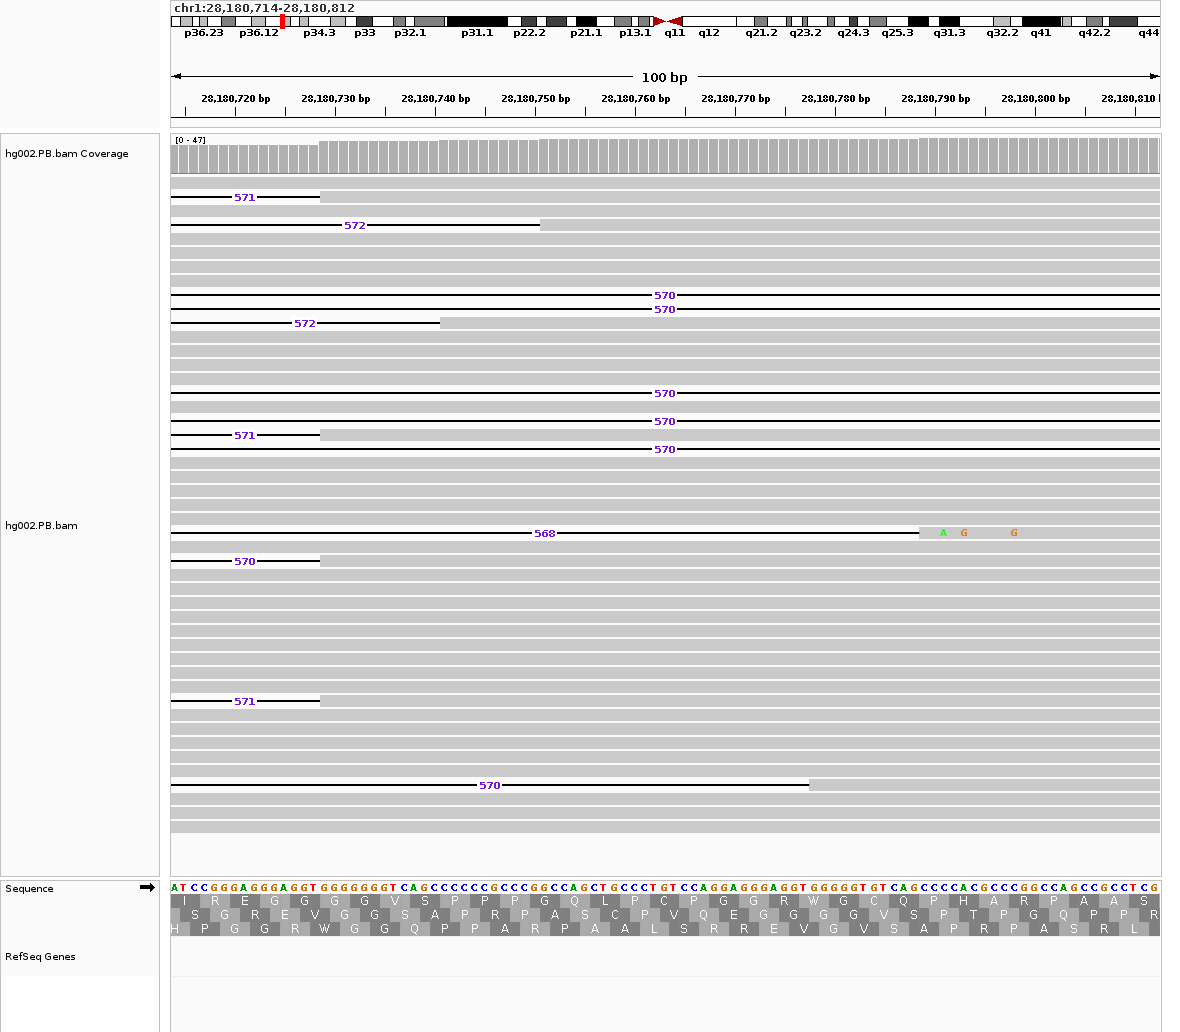 chr1:28,180,714-28,180,812
p36.23 p36.12 p34.3 p33 p32.1 p31.1 p22.2 p21.1 p13.1 q11 q12 q21.2 q23.2 q24.3 q25.3 q31.3 q32.2 q41 q42.2 q44
100 bp
28,180,720 bp 28,180,730 bp 28,180,740 bp 28,180,750 bp 28,180,760 bp 28,180,770 bp 28,180,780 bp 28,180,790 bp 28,180,800 bp 28,180,810
[0 - 47]
hg002.PB.bam Coverage
571
572
570
570
572
570
570
571
570
hg002.PB.bam
568 A G G
570
571
570
Sequence
ATCCGGGAGGGAGGTGGGGGGGTCAGCCCCCCGCCCGGCCAGCTGCCCTGTCCAGGAGGGAGGTGGGGGTGTCAGCCCCACGCCCGGCCAGCCGCCTCG
I R E G G G G V S P P P G Q L P C P G G R W G C Q P H A R P A A S
S G R E V G G S A P R P A S C P V Q E G G G G V S P T P G Q P P R
H P G G R W G G Q P P A R P A A L S R R E V G V S A P R P A S R L
RefSeq Genes